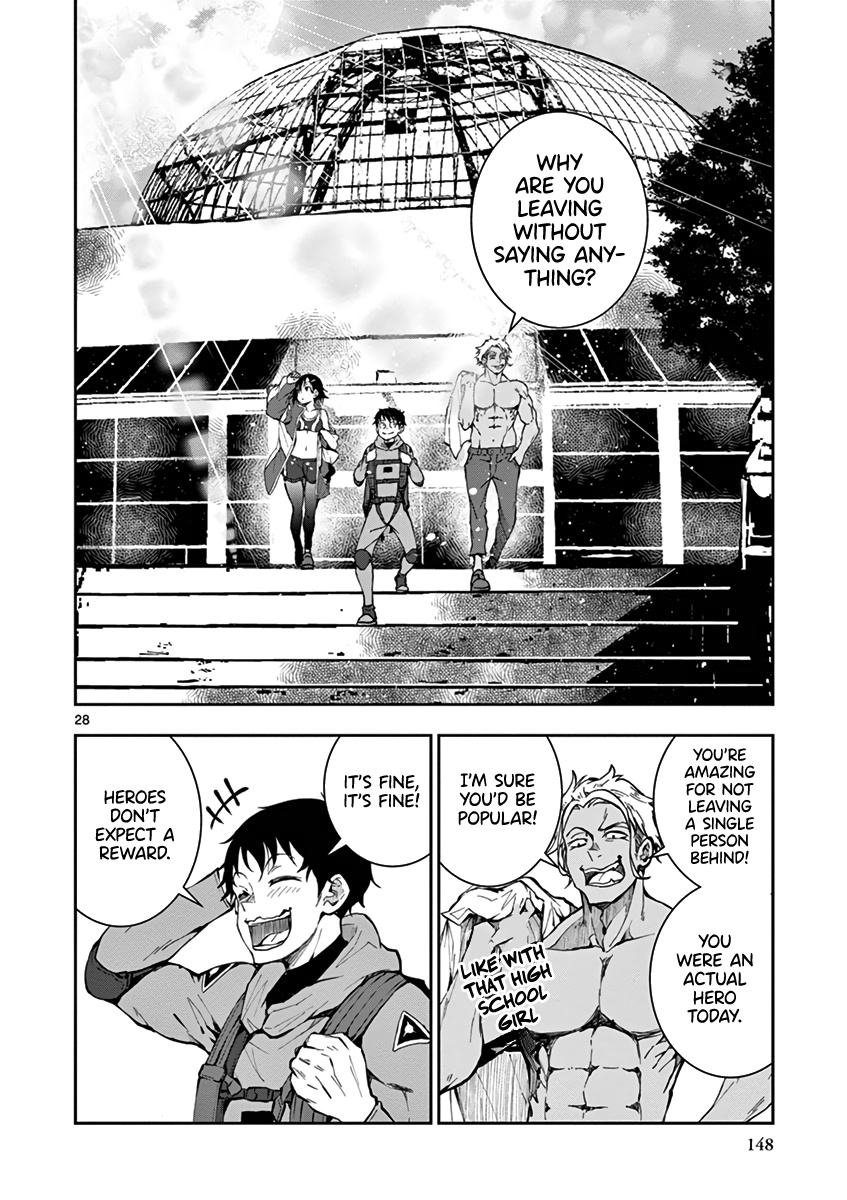 WHY
ARE YOU
LEAVING
WITHOUT
SAYING ANY-
THING?
28
YOU'RE
AMAZING
FOR NOT
LEAVING
A SINGLE
PERSON
BEHIND!
YOU
WERE AN
ACTUAL
HERO
TODAY.
I'M SURE
YOU'D BE
POPULAR!
LIKE WITH
THAT HIGH
SCHOOL
GIRL
IT'S FINE,
IT'S FINE!
HEROES
DON'T
EXPECT A
REWARD.
148